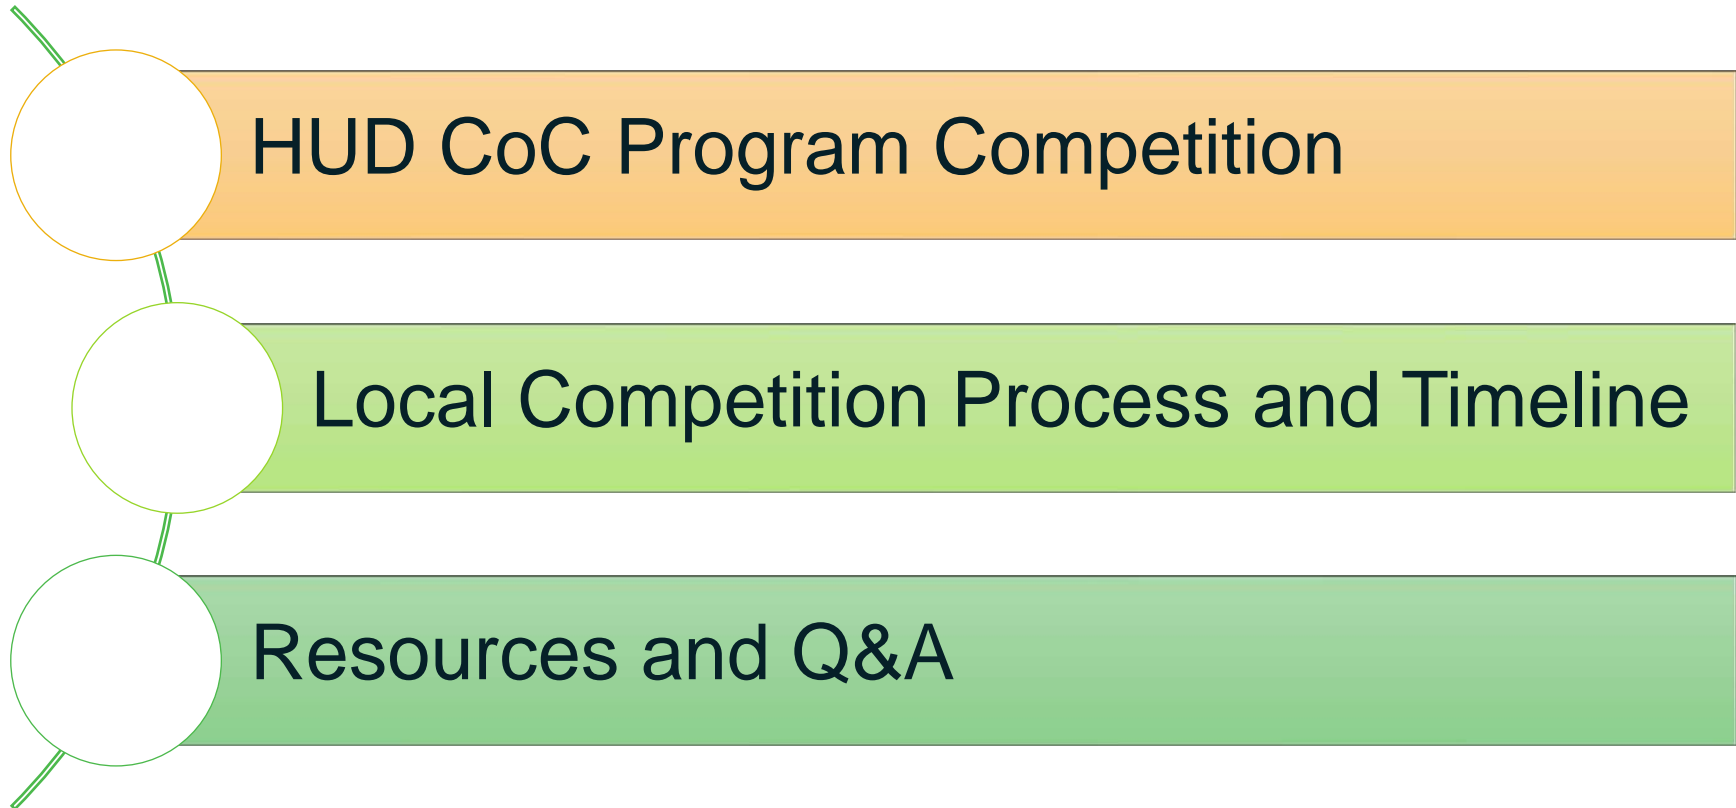 HUD CoC Program Competition
Local Competition Process and Timeline
Resources and Q&A